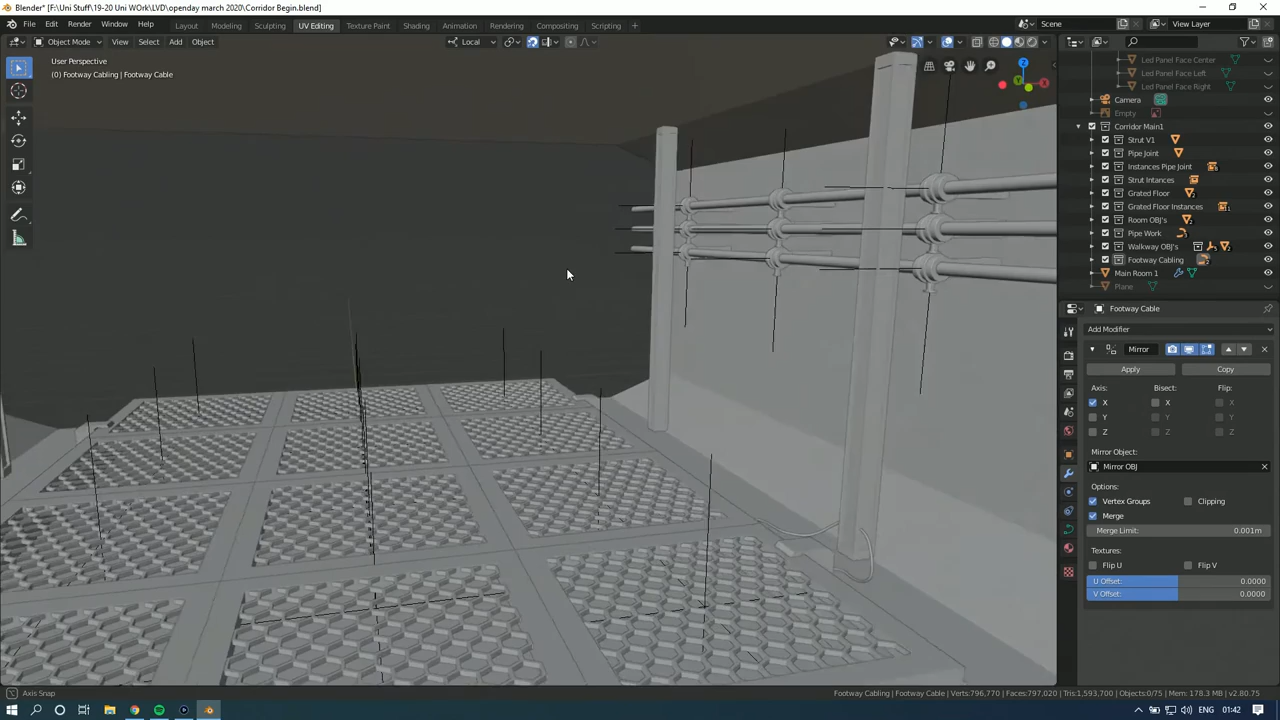 Blender* [F:\Uni Stuff\19-20 Uni WOrk\LVD\openday march 2020\Corridor Begin.blend]
File Edit Render Window Help Layout Modeling Sculpting UV Editing Texture Paint Shading Animation Rendering Compositing Scripting + Scene View Layer
Object Mode View Select Add Object Local
User Perspective
(0) Footway Cabling | Footway Cable
Led Panel Face Center
Led Panel Face Left
Led Panel Face Right
Camera
Empty
Corridor Main1
Strut V1
Pipe Joint
Instances Pipe Joint
Strut Intances
Grated Floor
Grated Floor Instances
Room OBJ's
Pipe Work
Walkway OBJ's
Footway Cabling
Main Room 1
Plane
Footway Cable
Add Modifier
Mirror
Apply Copy
Axis: Bisect: Flip:
X X X
Y Y Y
Z Z Z
Mirror Object:
Mirror OBJ
Options:
Vertex Groups Clipping
Merge
Merge Limit: 0.001m
Textures:
Flip U Flip V
U Offset: 0.0000
V Offset: 0.0000
Axis Snap
Footway Cabling | Footway Cable | Verts:796,770 | Faces:797,020 | Tris:1,593,700 | Objects:0/75 | Mem: 178.3 MB | v2.80.75
ENG 01:42